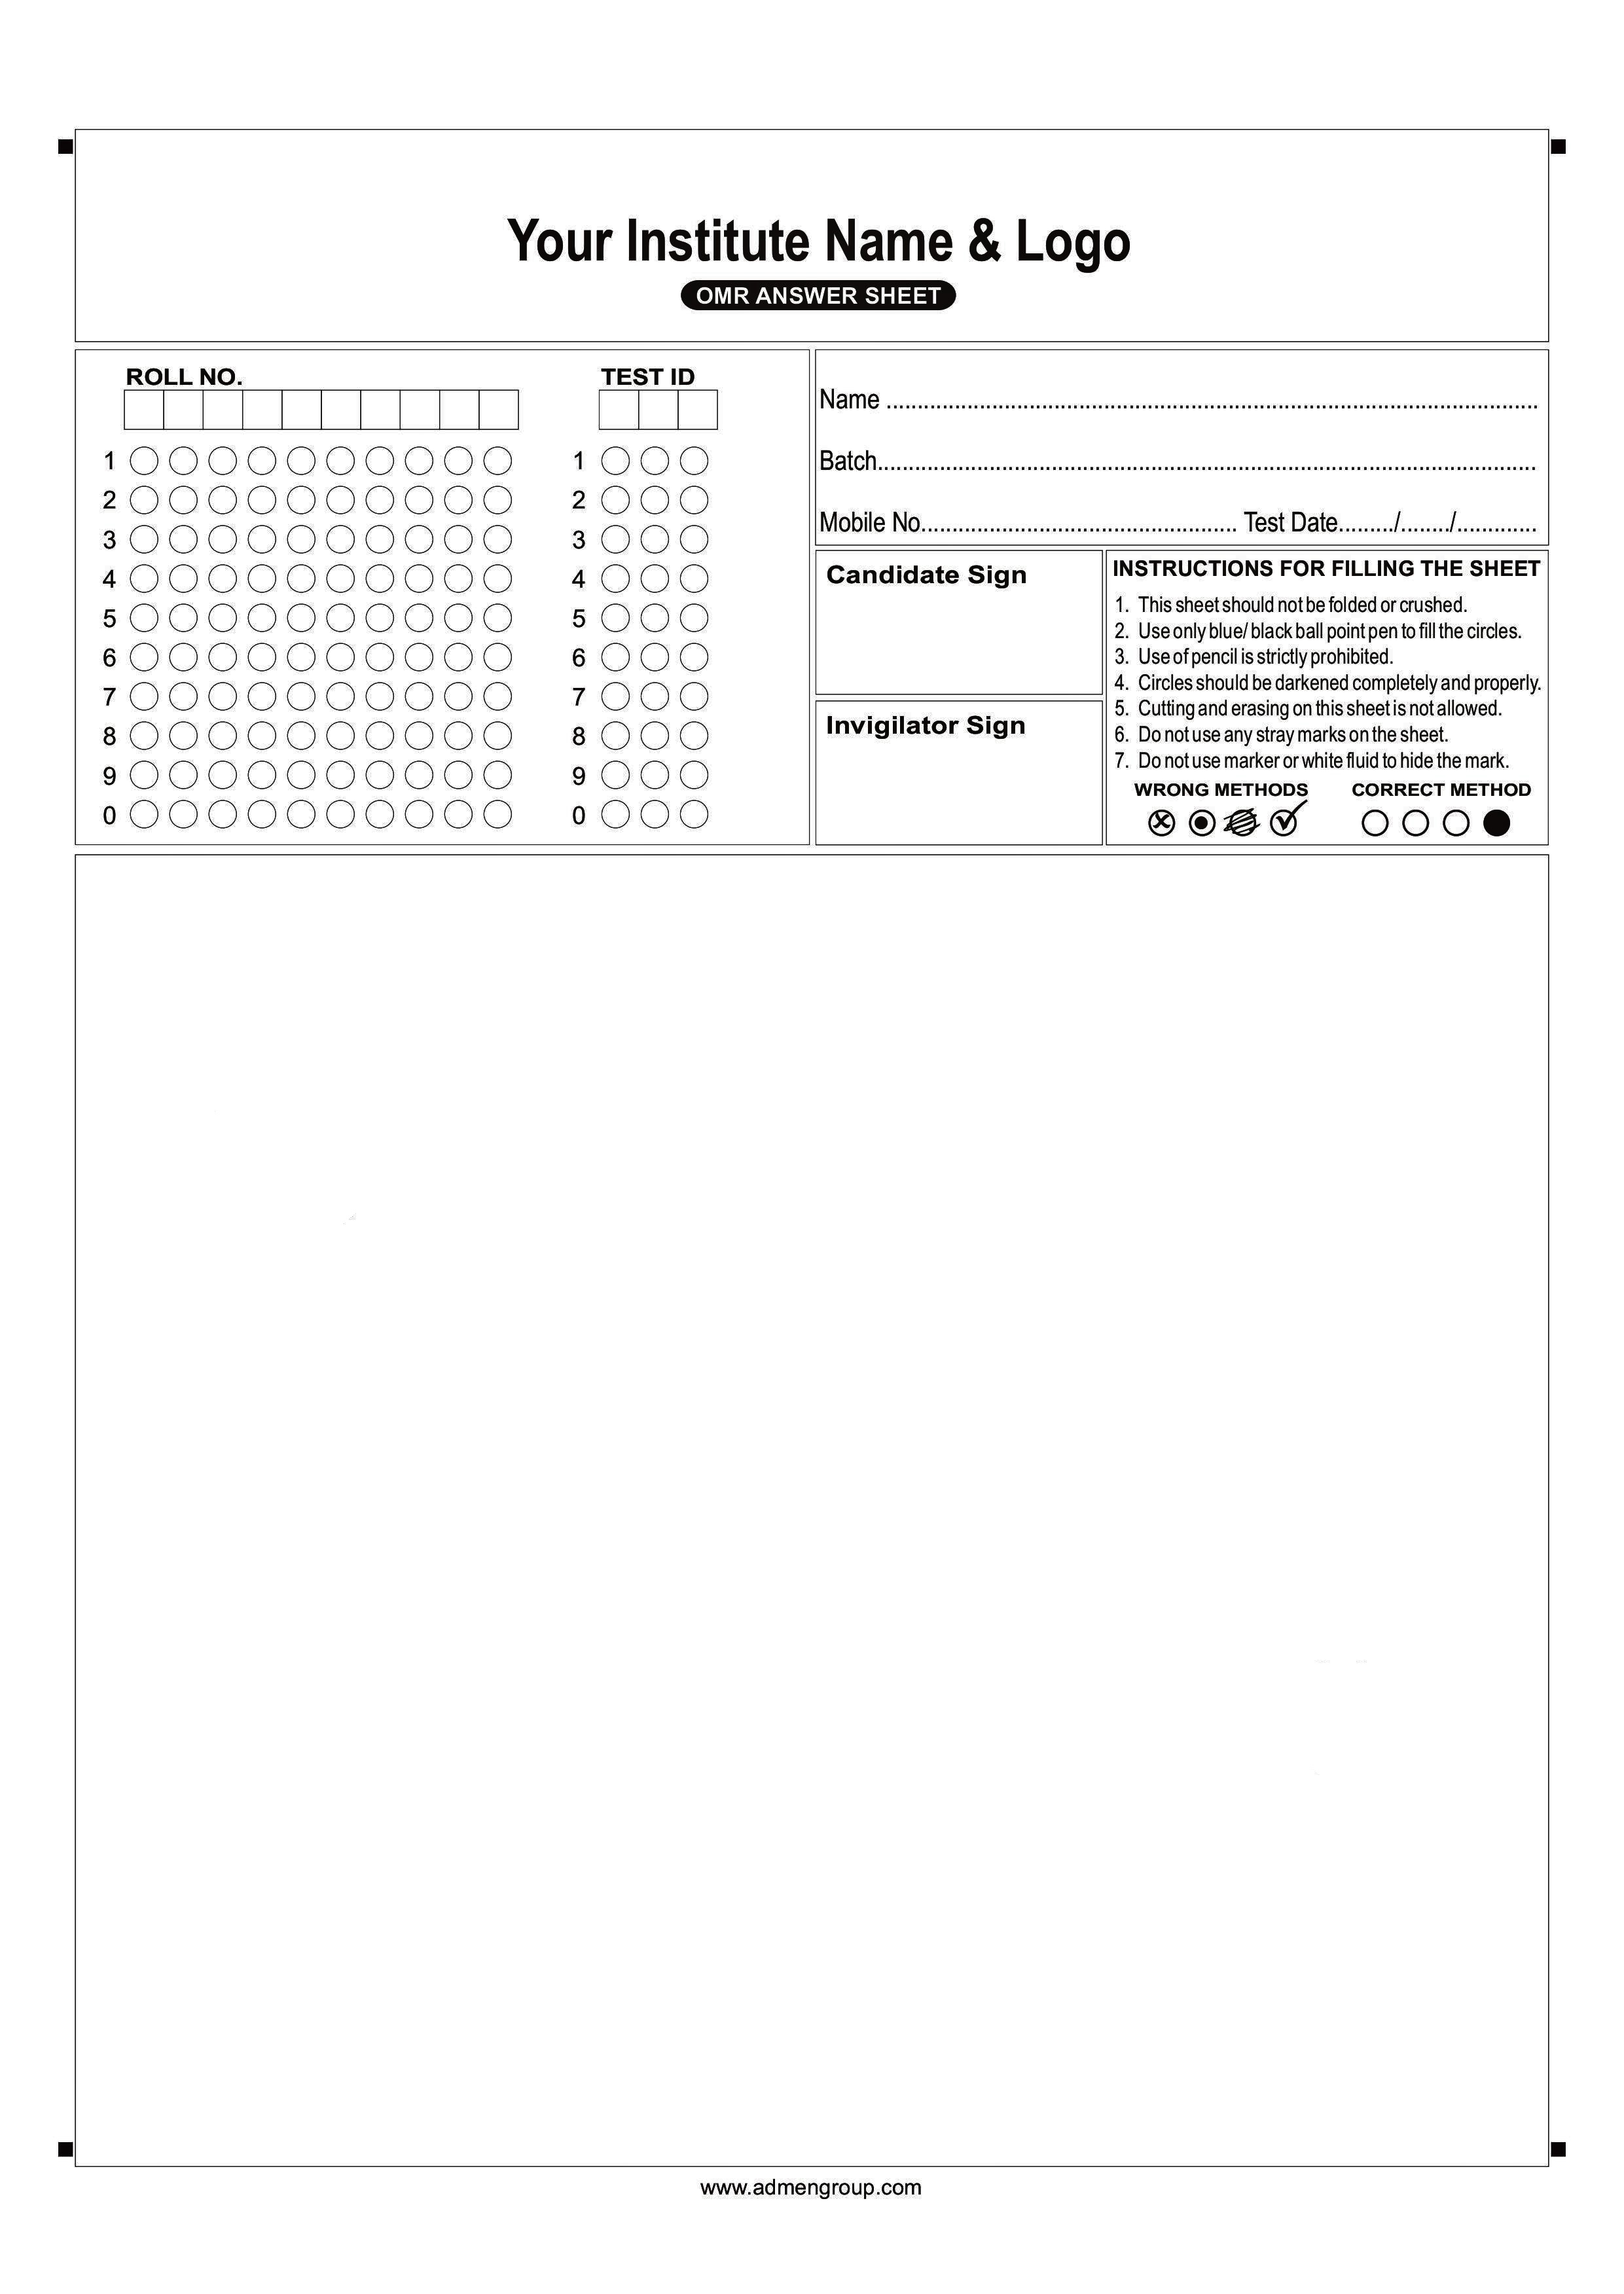 Your Institute Name & Logo
OMR ANSWER SHEET
ROLL NO.
TEST ID
1
2
3
4
5
6
7
8
9
0
1
2
3
4
5
6
7
8
9
0
Name ..........................................................................................................
Batch...........................................................................................................
Mobile No................................................... Test Date........./......../.............
Candidate Sign
Invigilator Sign
INSTRUCTIONS FOR FILLING THE SHEET
1. This sheet should not be folded or crushed.
2. Use only blue/ black ball point pen to fill the circles.
3. Use of pencil is strictly prohibited.
4. Circles should be darkened completely and properly.
5. Cutting and erasing on this sheet is not allowed.
6. Do not use any stray marks on the sheet.
7. Do not use marker or white fluid to hide the mark.
WRONG METHODS
CORRECT METHOD
www.admengroup.com